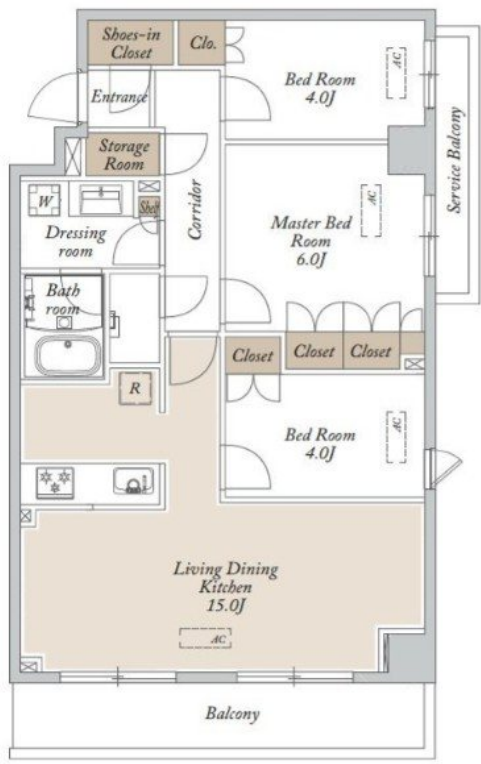 Shoes-in
Closet
Clo.
Bed Room
4.0J
AC
Entrance
Service Balcony
Storage
Room
W
Shelf
Corridor
AC
Master Bed
Room
6.0J
Dressing
room
Bath
room
Closet
Closet
Closet
R
Bed Room
4.0J
AC
Living Dining
Kitchen
15.0J
AC
Balcony